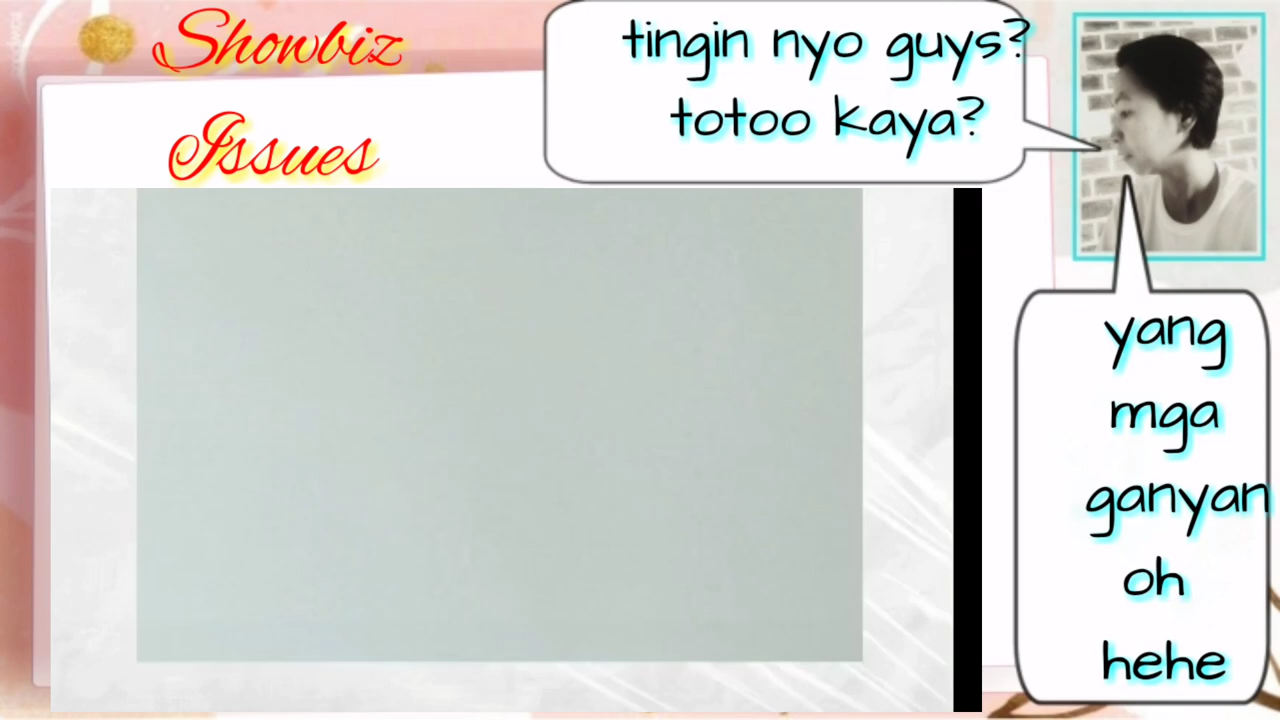 Showbiz
Issues
tingin nyo guys?
totoo kaya?
yang
mga
ganyan
oh
hehe